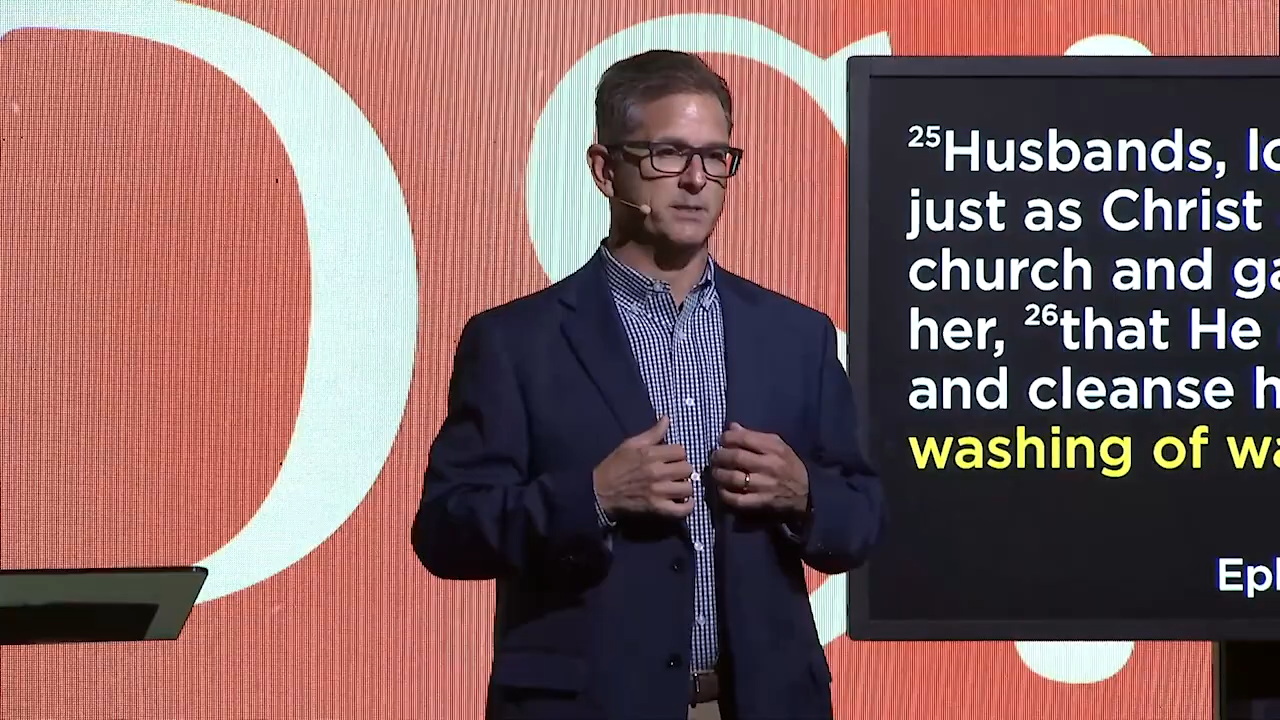 25Husbands, lo
just as Christ
church and ga
her, 26that He
and cleanse h
washing of wa
Eph